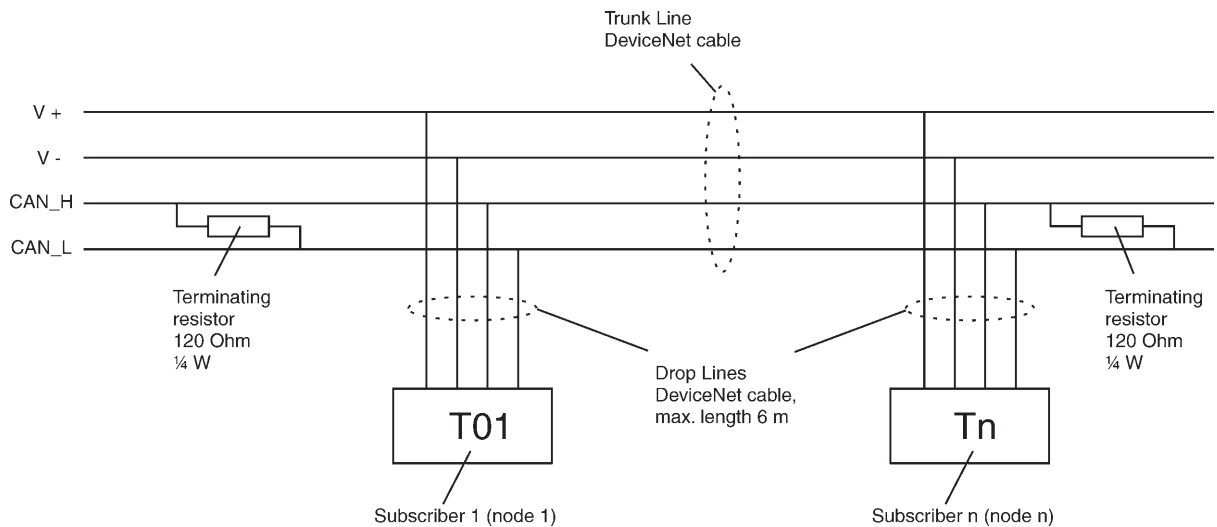 Trunk Line
DeviceNet cable
V +
V -
CAN_H
CAN_L
Terminating
resistor
120 Ohm
¼ W
Terminating
resistor
120 Ohm
¼ W
Drop Lines
DeviceNet cable,
max. length 6 m
T01
Tn
Subscriber 1 (node 1)
Subscriber n (node n)